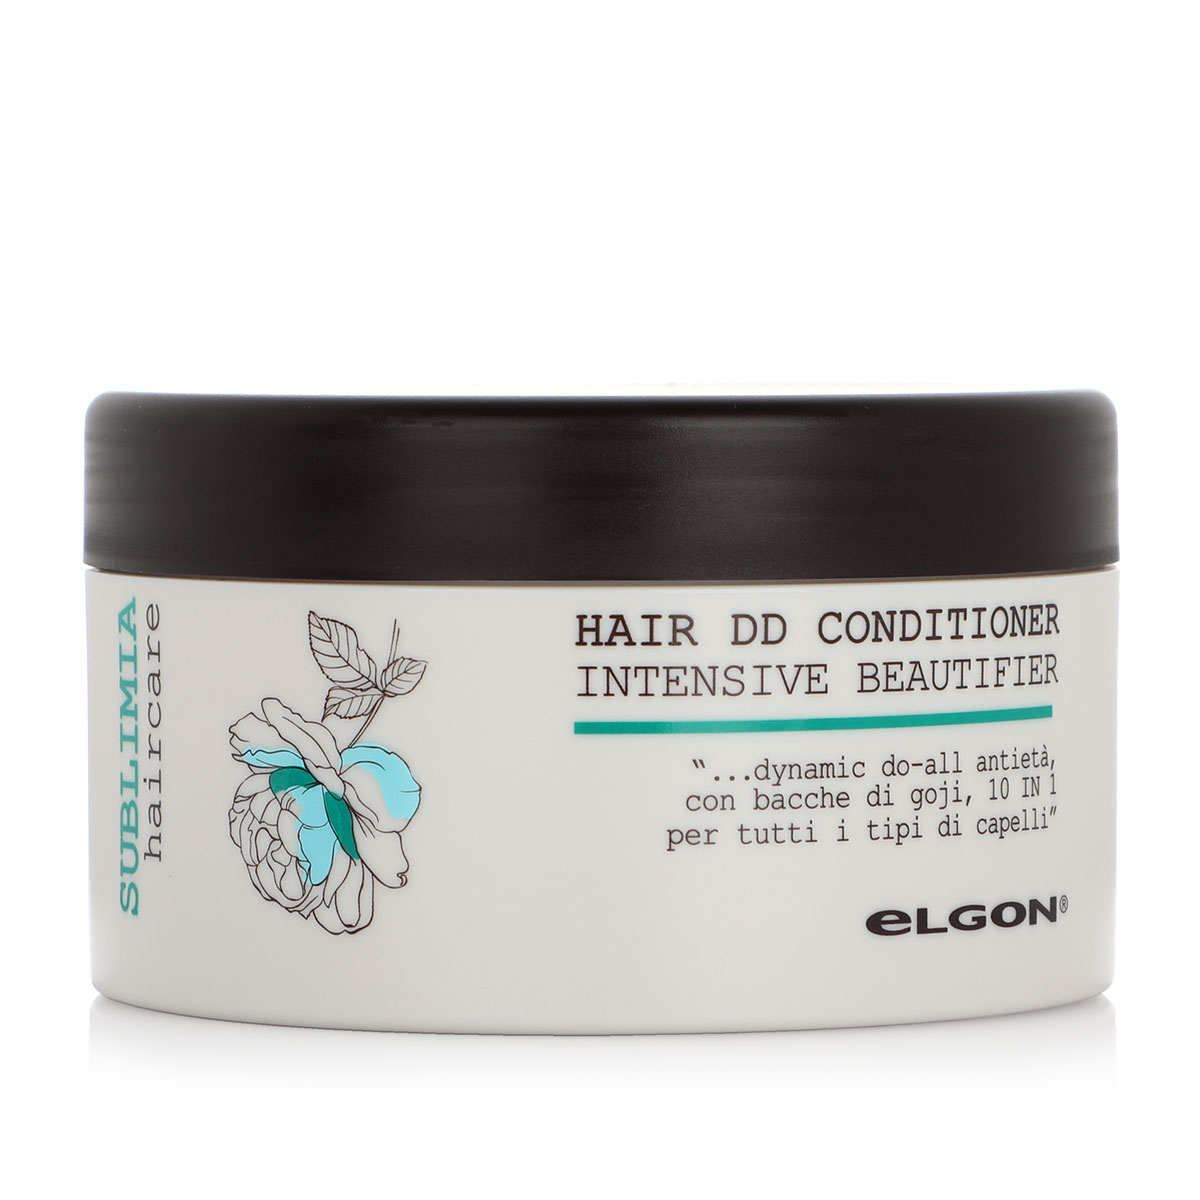 SUBLIMIA
haircare
HAIR DD CONDITIONER
INTENSIVE BEAUTIFIER
"...dynamic do-all antietà,
con bacche di goji, 10 IN 1
per tutti i tipi di capelli"
eLGON®